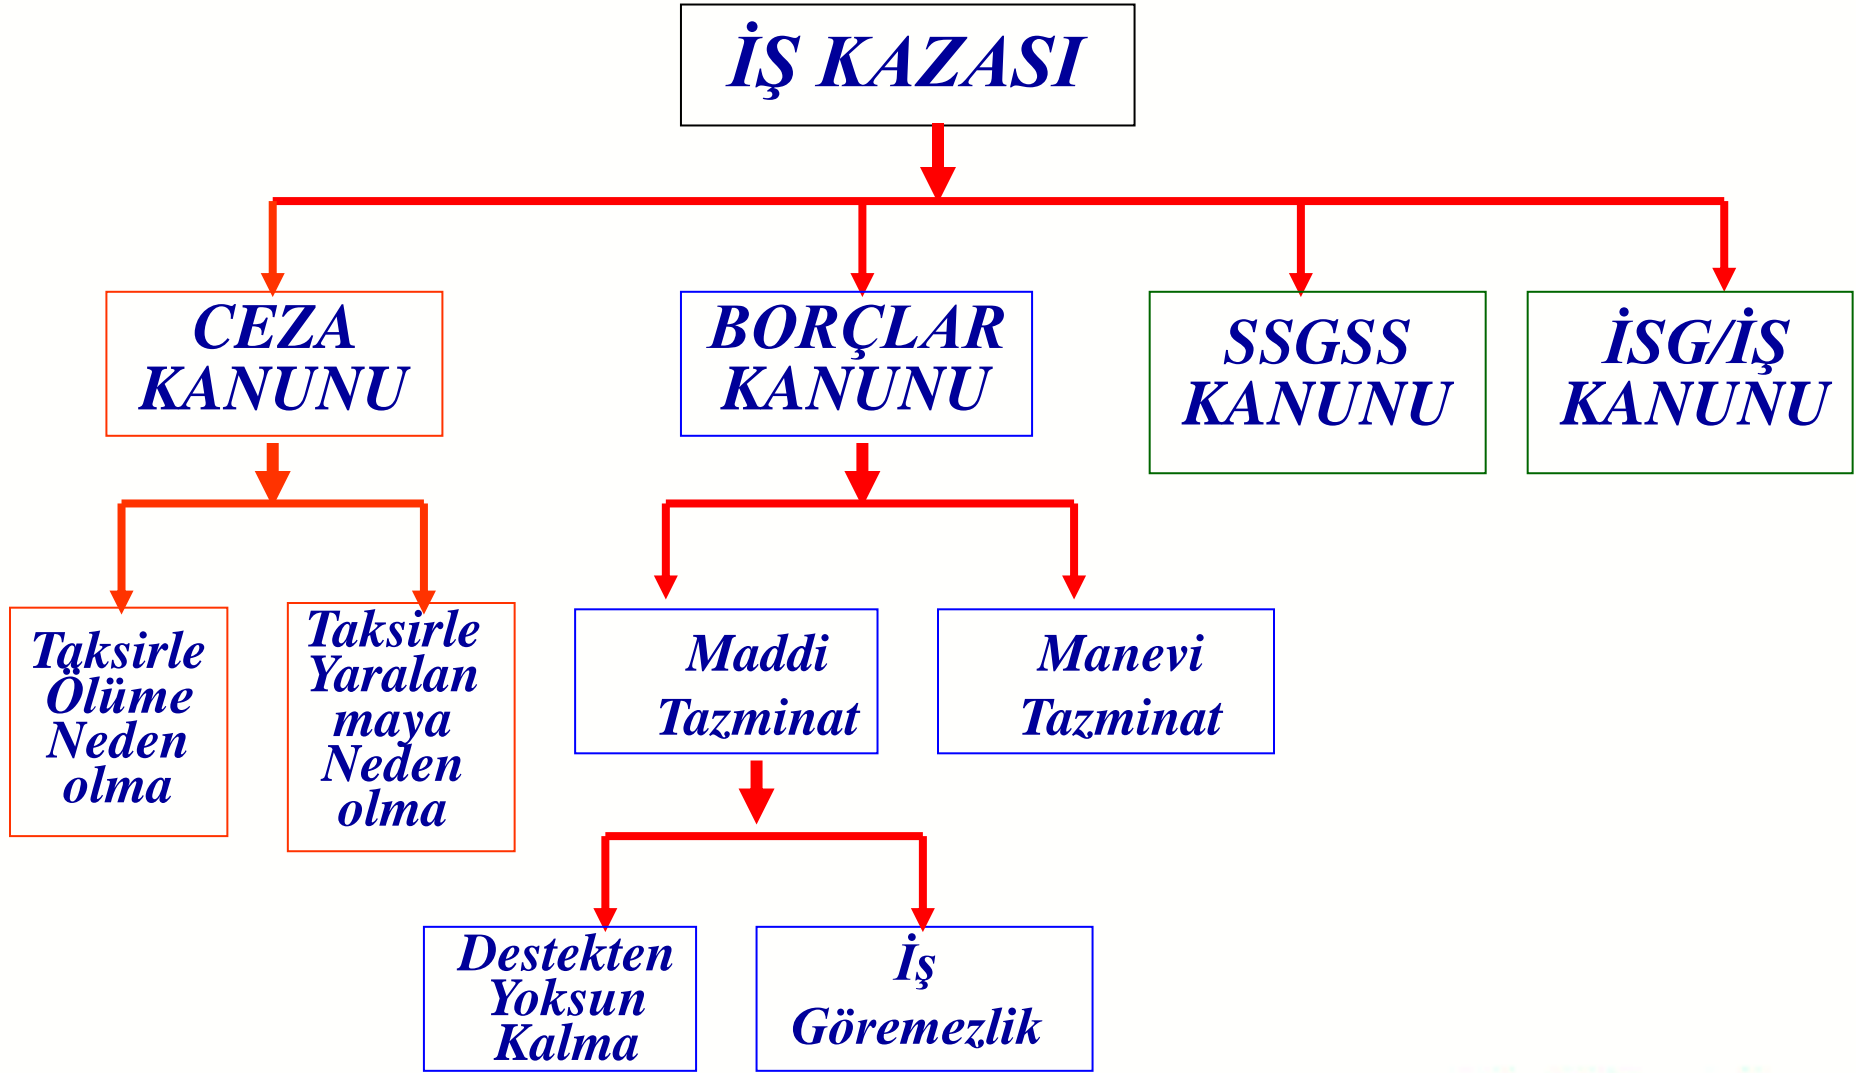 İŞ KAZASI
CEZA
KANUNU
BORÇLAR
KANUNU
SSGSS
KANUNU
İSG/İŞ
KANUNU
Taksirle
Ölüme
Neden
olma
Taksirle
Yaralan
maya
Neden
olma
Maddi
Tazminat
Manevi
Tazminat
Destekten
Yoksun
Kalma
İş
Göremezlik